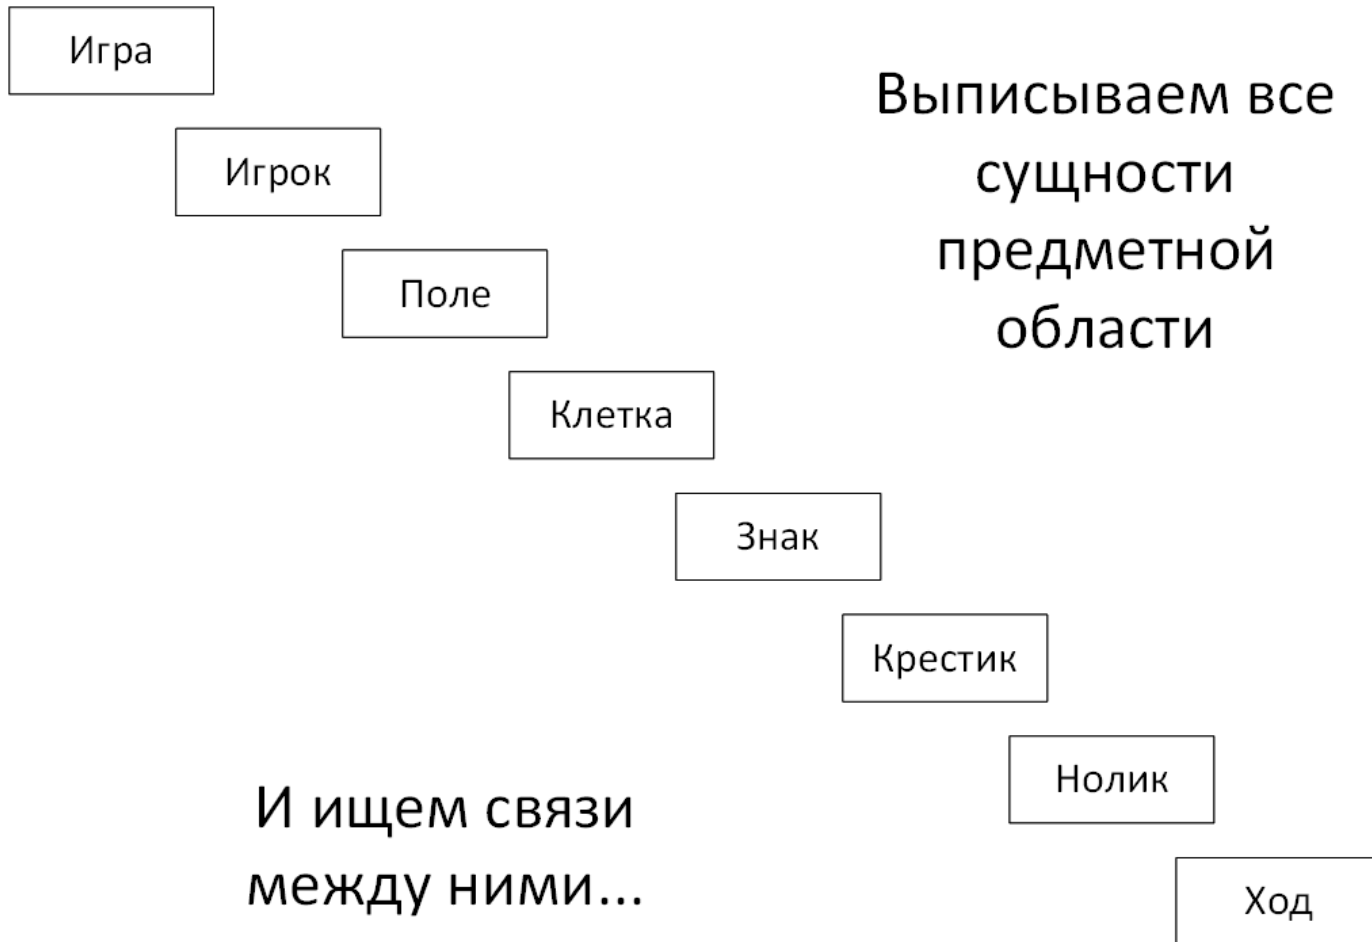 Игра
Выписываем все
сущности
предметной
области
Игрок
Поле
Клетка
Знак
Крестик
Нолик
Ход
И ищем связи
между ними...